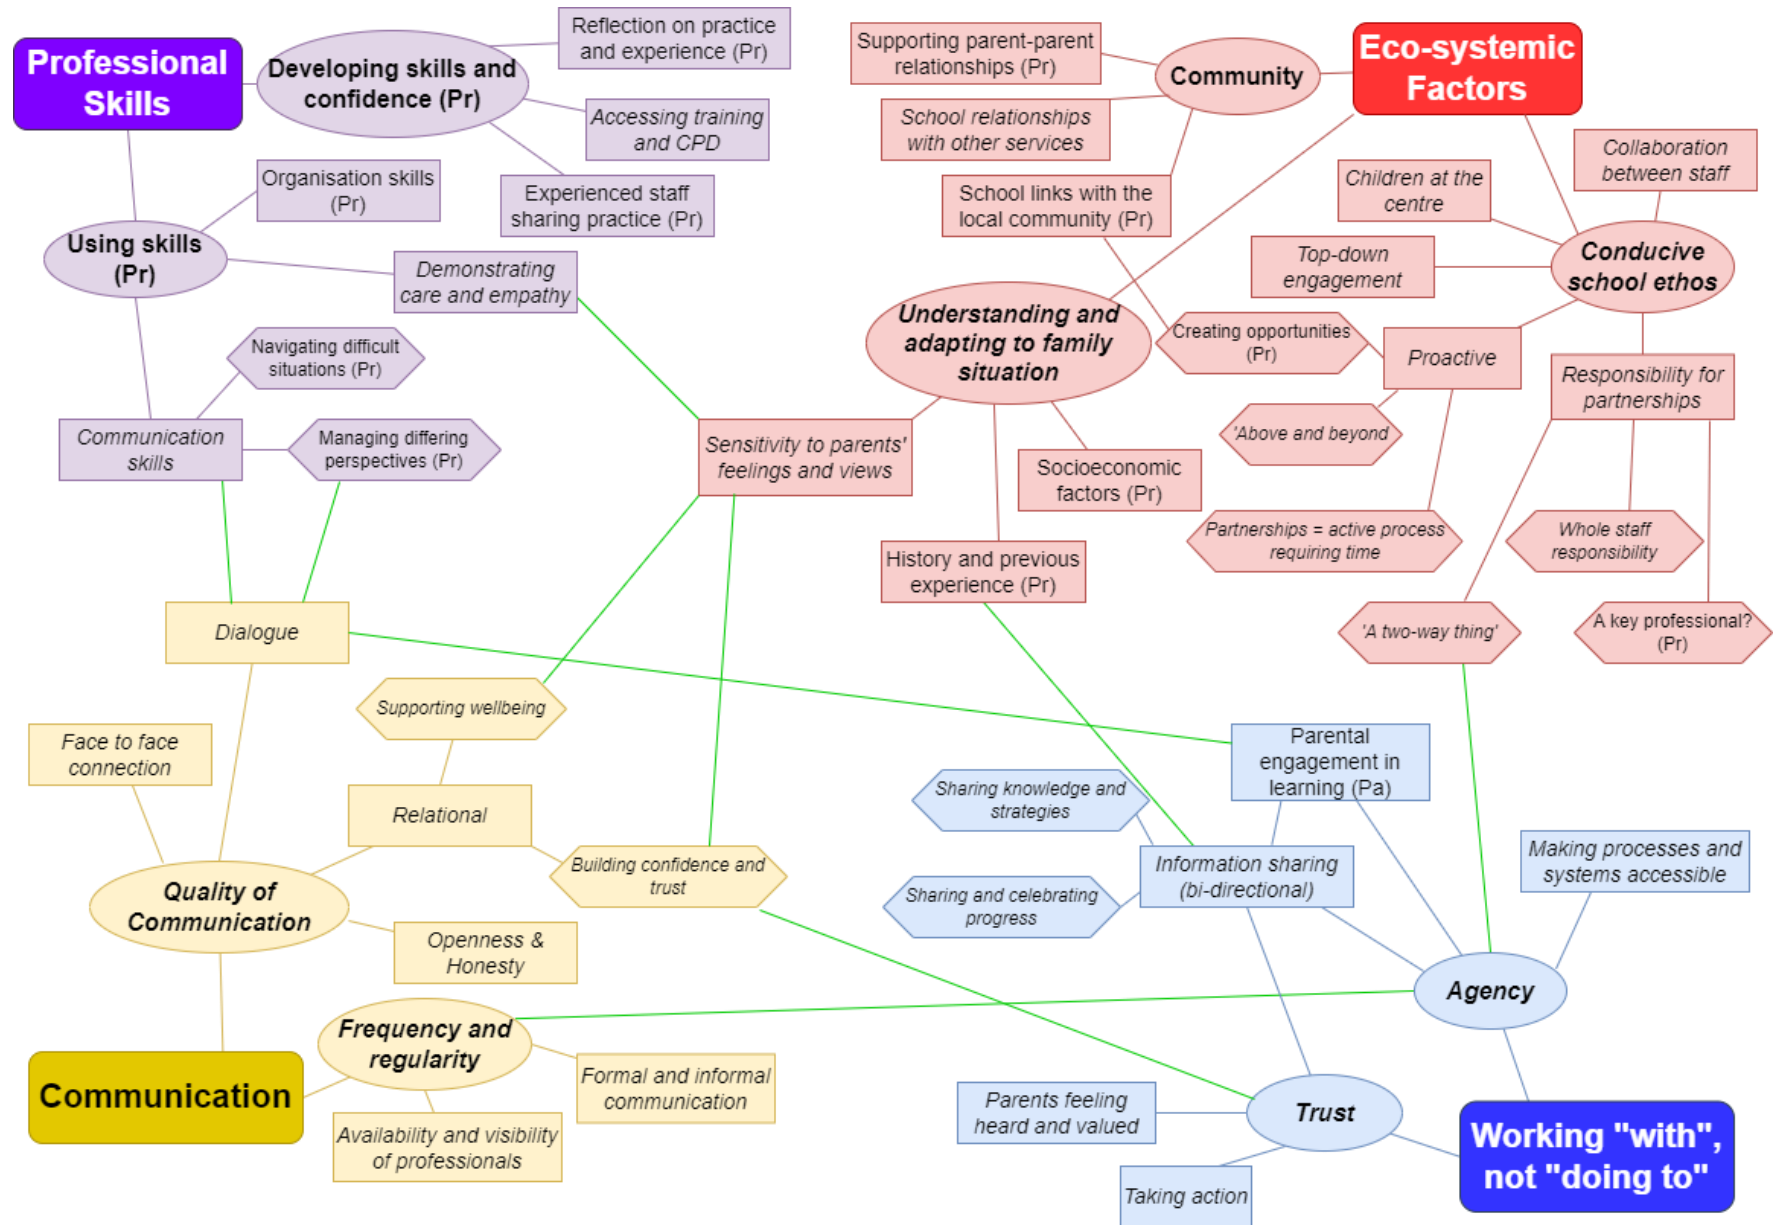 Professional
Skills
Developing skills and
confidence (Pr)
Reflection on practice
and experience (Pr)
Accessing training
and CPD
Experienced staff
sharing practice (Pr)
Organisation skills
(Pr)
Using skills
(Pr)
Demonstrating
care and empathy
Navigating difficult
situations (Pr)
Communication
skills
Managing differing
perspectives (Pr)
Eco-systemic
Factors
Community
Supporting parent-parent
relationships (Pr)
School relationships
with other services
School links with the
local community (Pr)
Collaboration
between staff
Children at the
centre
Top-down
engagement
Conducive
school ethos
Understanding and
adapting to family
situation
Creating opportunities
(Pr)
Proactive
Responsibility for
partnerships
'Above and beyond
Sensitivity to parents'
feelings and views
Socioeconomic
factors (Pr)
Partnerships = active process
requiring time
Whole staff
responsibility
History and previous
experience (Pr)
'A two-way thing'
A key professional?
(Pr)
Dialogue
Supporting wellbeing
Face to face
connection
Relational
Building confidence and
trust
Quality of
Communication
Openness &
Honesty
Frequency and
regularity
Communication
Formal and informal
communication
Availability and visibility
of professionals
Parental
engagement in
learning (Pa)
Sharing knowledge and
strategies
Information sharing
(bi-directional)
Sharing and celebrating
progress
Making processes and
systems accessible
Agency
Parents feeling
heard and valued
Trust
Taking action
Working "with",
not "doing to"